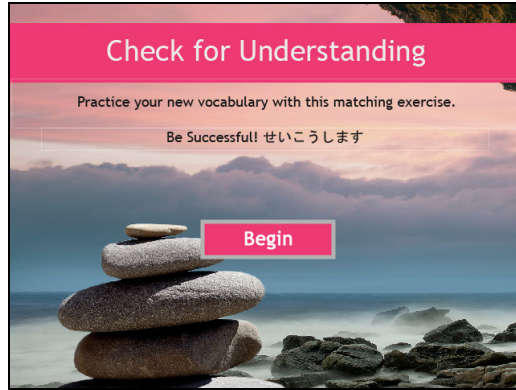 Check for Understanding
Practice your new vocabulary with this matching exercise.
Be Successful! せいこうします
Begin